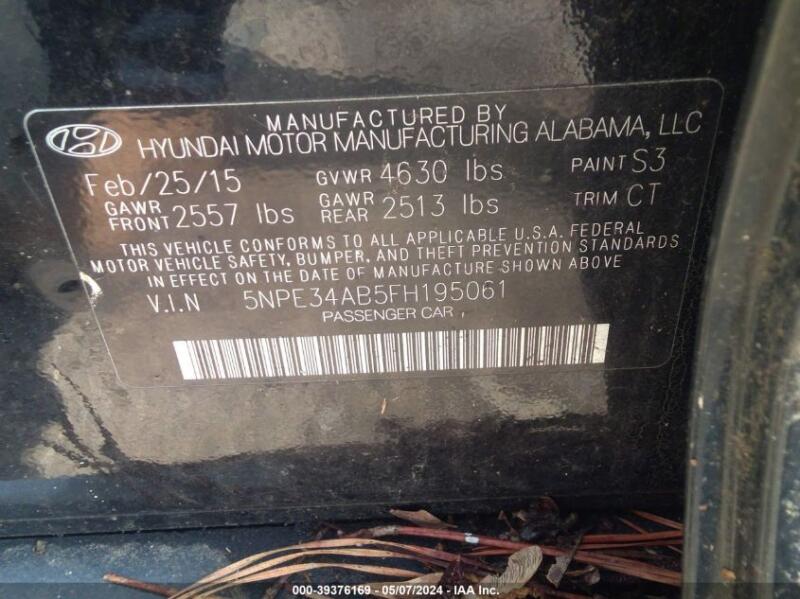 MANUFACTURED BY
HYUNDAI MOTOR MANUFACTURING ALABAMA, LLC
Feb/25/15 GVWR 4630 lbs PAINT S3
GAWR FRONT 2557 lbs GAWR REAR 2513 lbs TRIM CT
THIS VEHICLE CONFORMS TO ALL APPLICABLE U.S.A. FEDERAL
MOTOR VEHICLE SAFETY, BUMPER, AND THEFT PREVENTION STANDARDS
IN EFFECT ON THE DATE OF MANUFACTURE SHOWN ABOVE.
V.I.N 5NPE34AB5FH195061
PASSENGER CAR
000-39376169 - 05/07/2024 - IAA Inc.